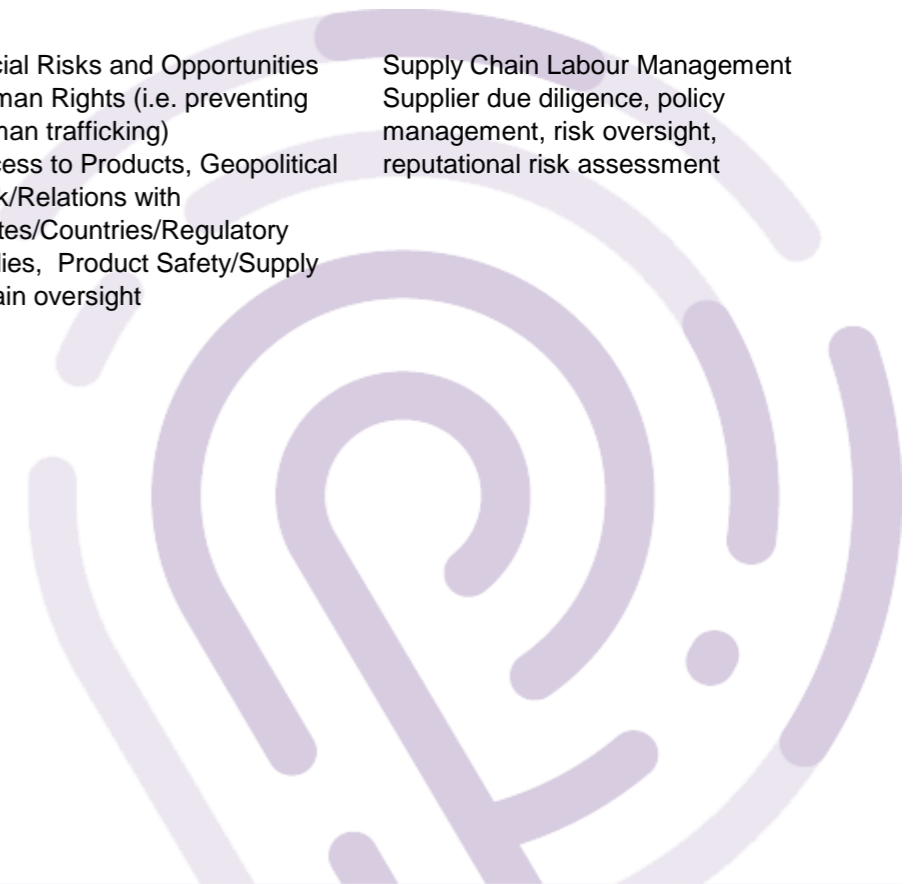 cial Risks and Opportunities
man Rights (i.e. preventing
man trafficking)
cess to Products, Geopolitical
k/Relations with
tes/Countries/Regulatory
lies,  Product Safety/Supply
ain oversight
Supply Chain Labour Management
Supplier due diligence, policy
management, risk oversight,
reputational risk assessment